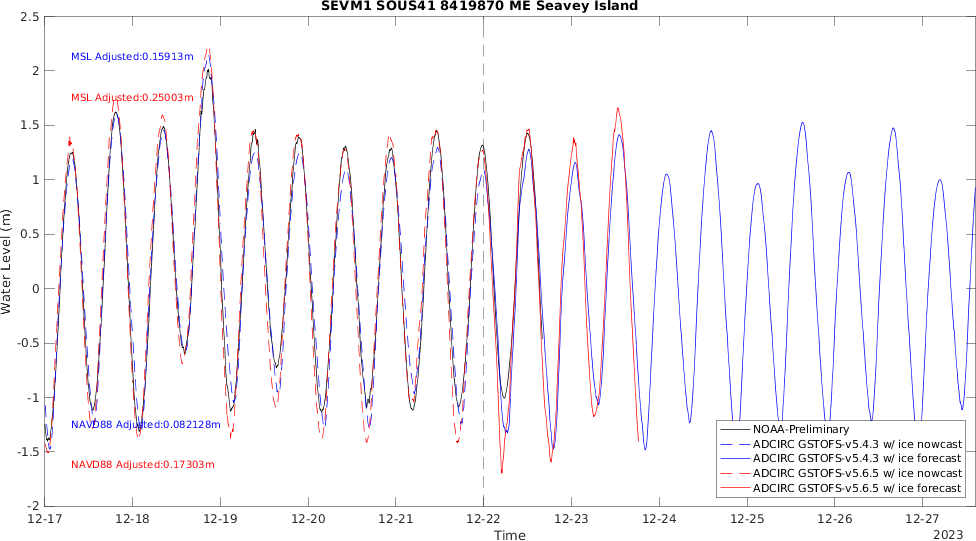 SEVM1 SOUS41 8419870 ME Seavey Island
2.5
2
1.5
1
0.5
0
-0.5
-1
-1.5
-2
Water Level (m)
MSL Adjusted:0.15913m
MSL Adjusted:0.25003m
NAVD88 Adjusted:0.082128m
NAVD88 Adjusted:0.17303m
NOAA-Preliminary
ADCIRC GSTOFS-v5.4.3 w/ ice nowcast
ADCIRC GSTOFS-v5.4.3 w/ ice forecast
ADCIRC GSTOFS-v5.6.5 w/ ice nowcast
ADCIRC GSTOFS-v5.6.5 w/ ice forecast
12-17 12-18 12-19 12-20 12-21 12-22 12-23 12-24 12-25 12-26 12-27
Time
2023